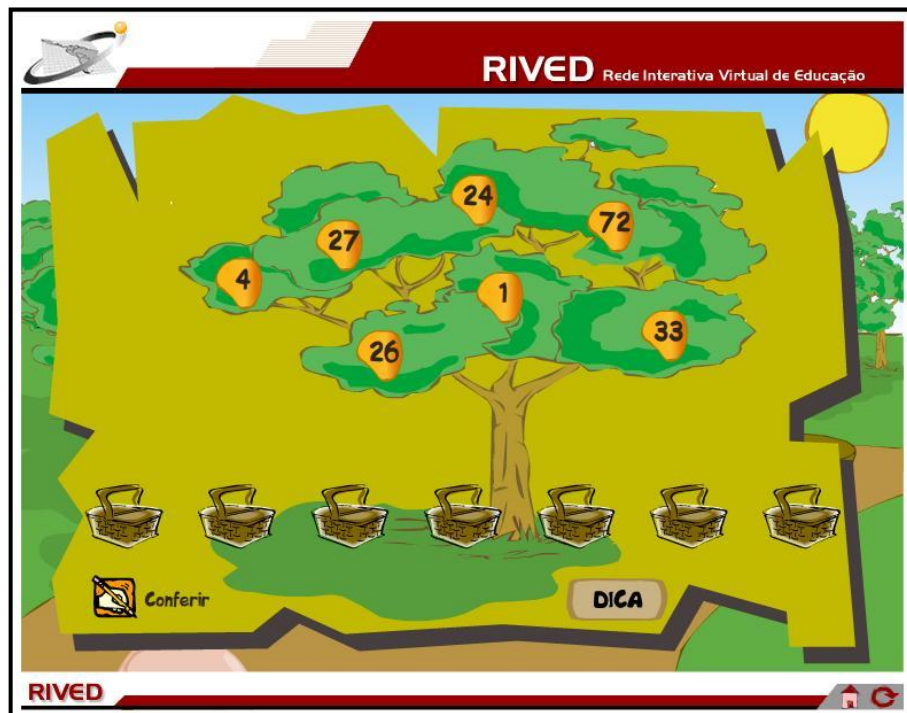 RIVED Rede Interativa Virtual de Educação
24
72
27
4
1
33
26
Conferir
DICA
RIVED